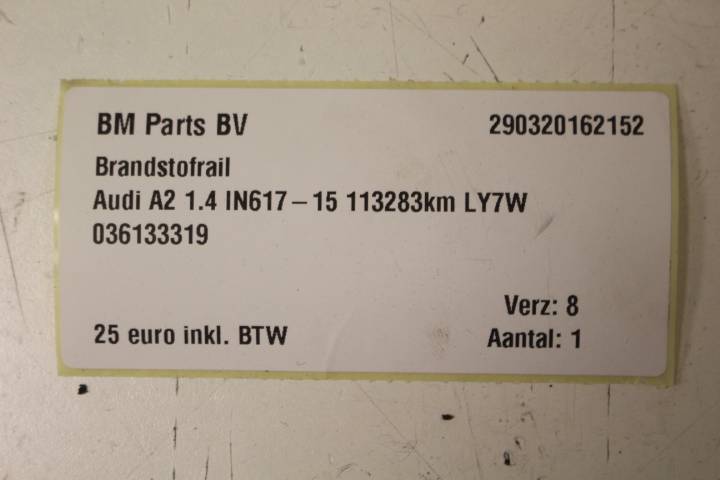 BM Parts BV 290320162152
Brandstofrail
Audi A2 1.4 IN617 – 15 113283km LY7W
036133319
Verz: 8
25 euro inkl. BTW Aantal: 1